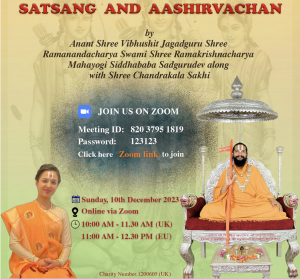 SATSANG AND AASHIRVACHAN
by
Anant Shree Vibhushit Jagadguru Shree
Ramanandacharya Swami Shree Ramakrishnacharya
Mahayogi Siddhababa Sadgurudev along
with Shree Chandrakala Sakhi
JOIN US ON ZOOM
Meeting ID: 820 3795 1819
Password: 123123
Click here Zoom link to join
Sunday, 10th December 2023
Online via Zoom
10:00 AM - 11.30 AM (UK)
11:00 AM - 12.30 PM (EU)
Charity Number 1200605 (UK)